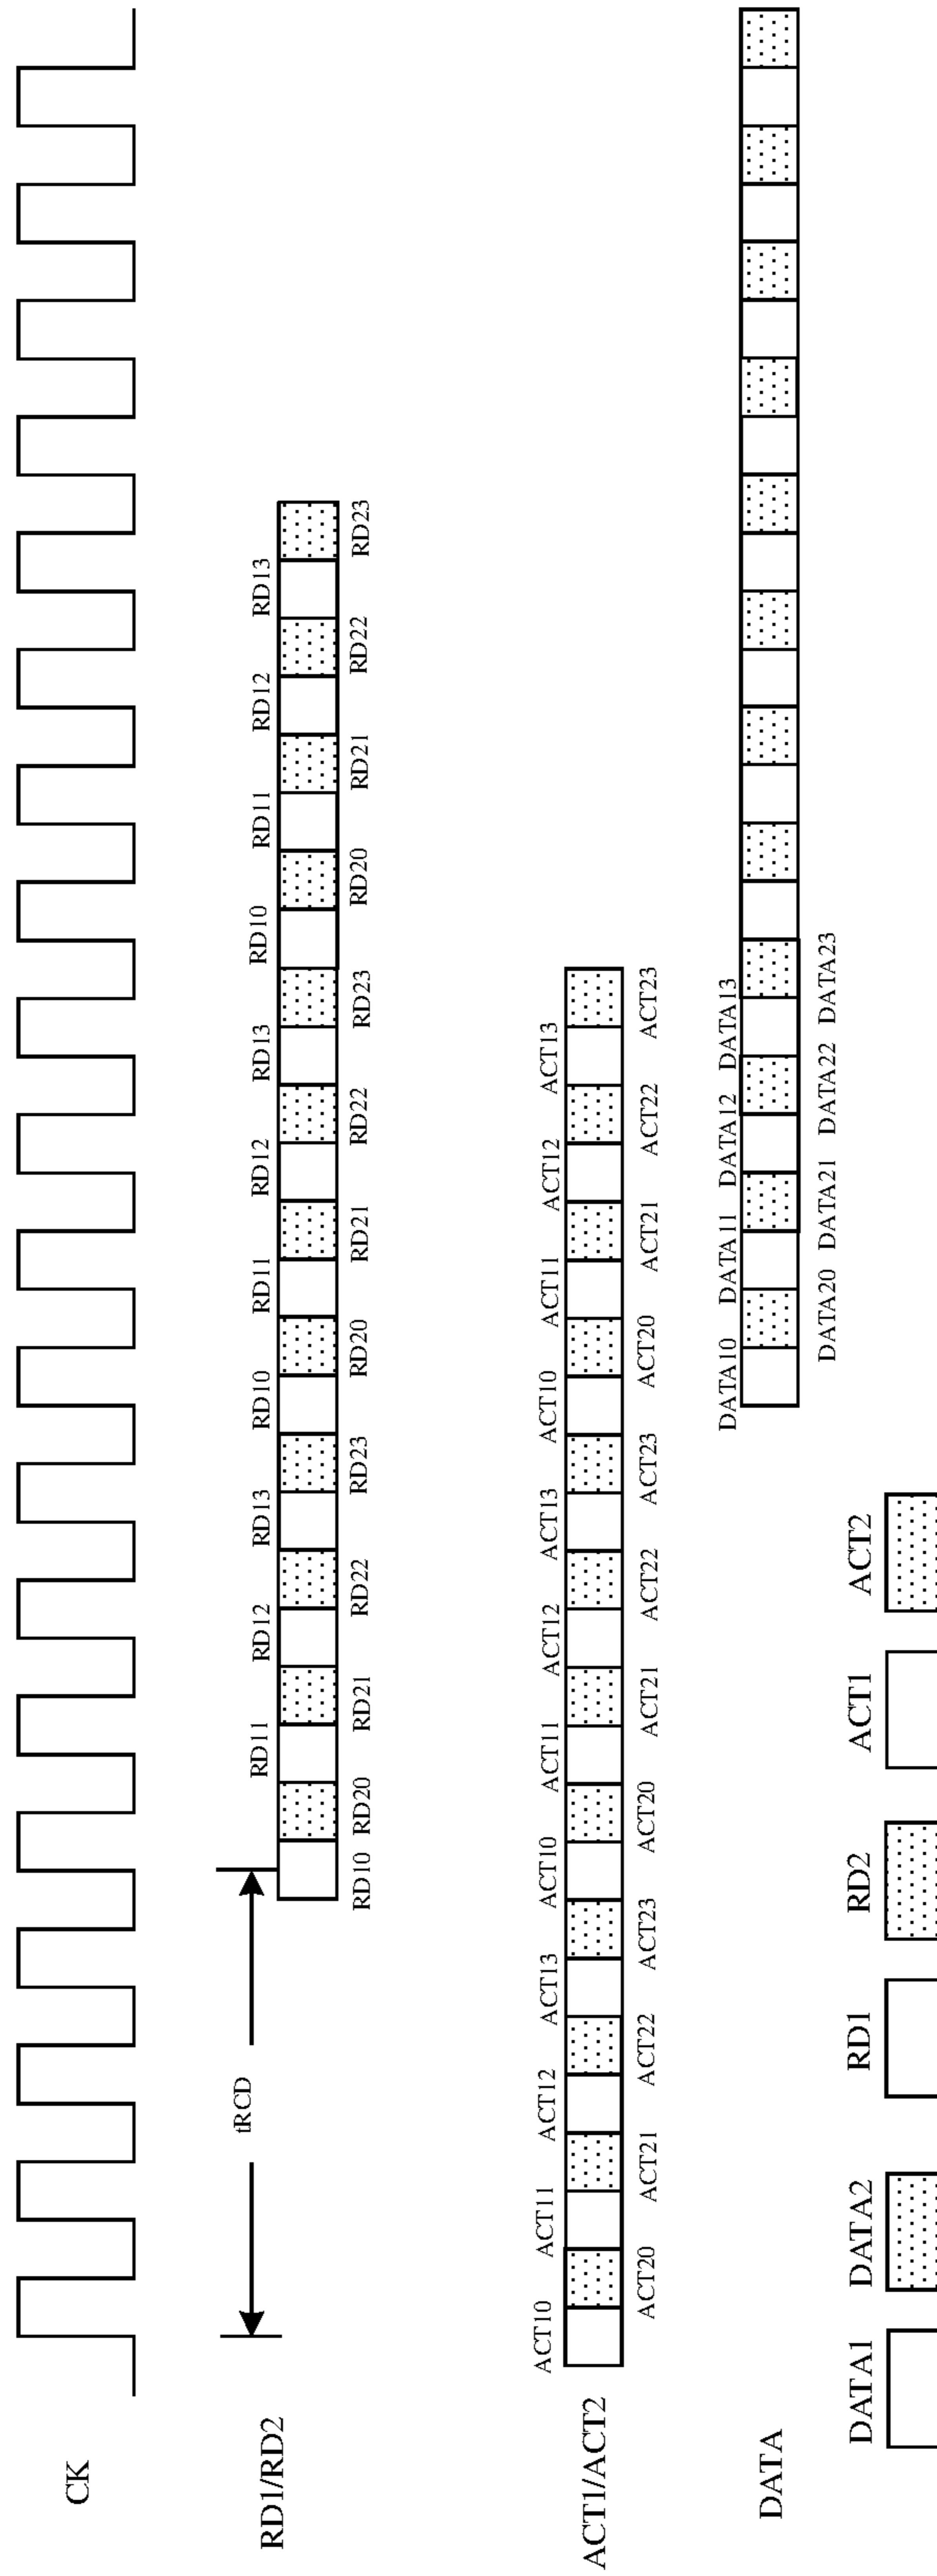 CK
tRCD
RD1/RD2
RD11 RD12 RD13 RD10 RD11 RD12 RD13 RD10 RD11 RD12 RD13
RD10 RD20 RD21 RD22 RD23 RD20 RD21 RD22 RD23 RD20 RD21 RD22 RD23
ACT1/ACT2
ACT10 ACT11 ACT12 ACT13 ACT10 ACT11 ACT12 ACT13 ACT10 ACT11 ACT12 ACT13
ACT20 ACT21 ACT22 ACT23 ACT20 ACT21 ACT22 ACT23 ACT20 ACT21 ACT22 ACT23
DATA
DATA10 DATA11 DATA12 DATA13
DATA20 DATA21 DATA22 DATA23
DATA1 DATA2 RD1 RD2 ACT1 ACT2